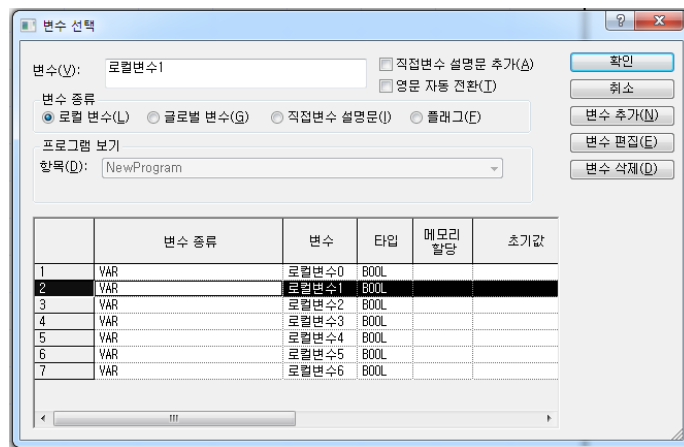 변수 선택
변수(V): 로컬변수1
직접변수 설명문 추가(A)
영문 자동 전환(T)
확인
취소
변수 추가(N)
변수 편집(E)
변수 삭제(D)
변수 종류
로컬 변수(L) 글로벌 변수(G) 직접변수 설명문(I) 플래그(F)
프로그램 보기
항목(D): NewProgram
변수 종류 변수 타입 메모리 할당 초기값
1 VAR 로컬변수0 BOOL
2 VAR 로컬변수1 BOOL
3 VAR 로컬변수2 BOOL
4 VAR 로컬변수3 BOOL
5 VAR 로컬변수4 BOOL
6 VAR 로컬변수5 BOOL
7 VAR 로컬변수6 BOOL